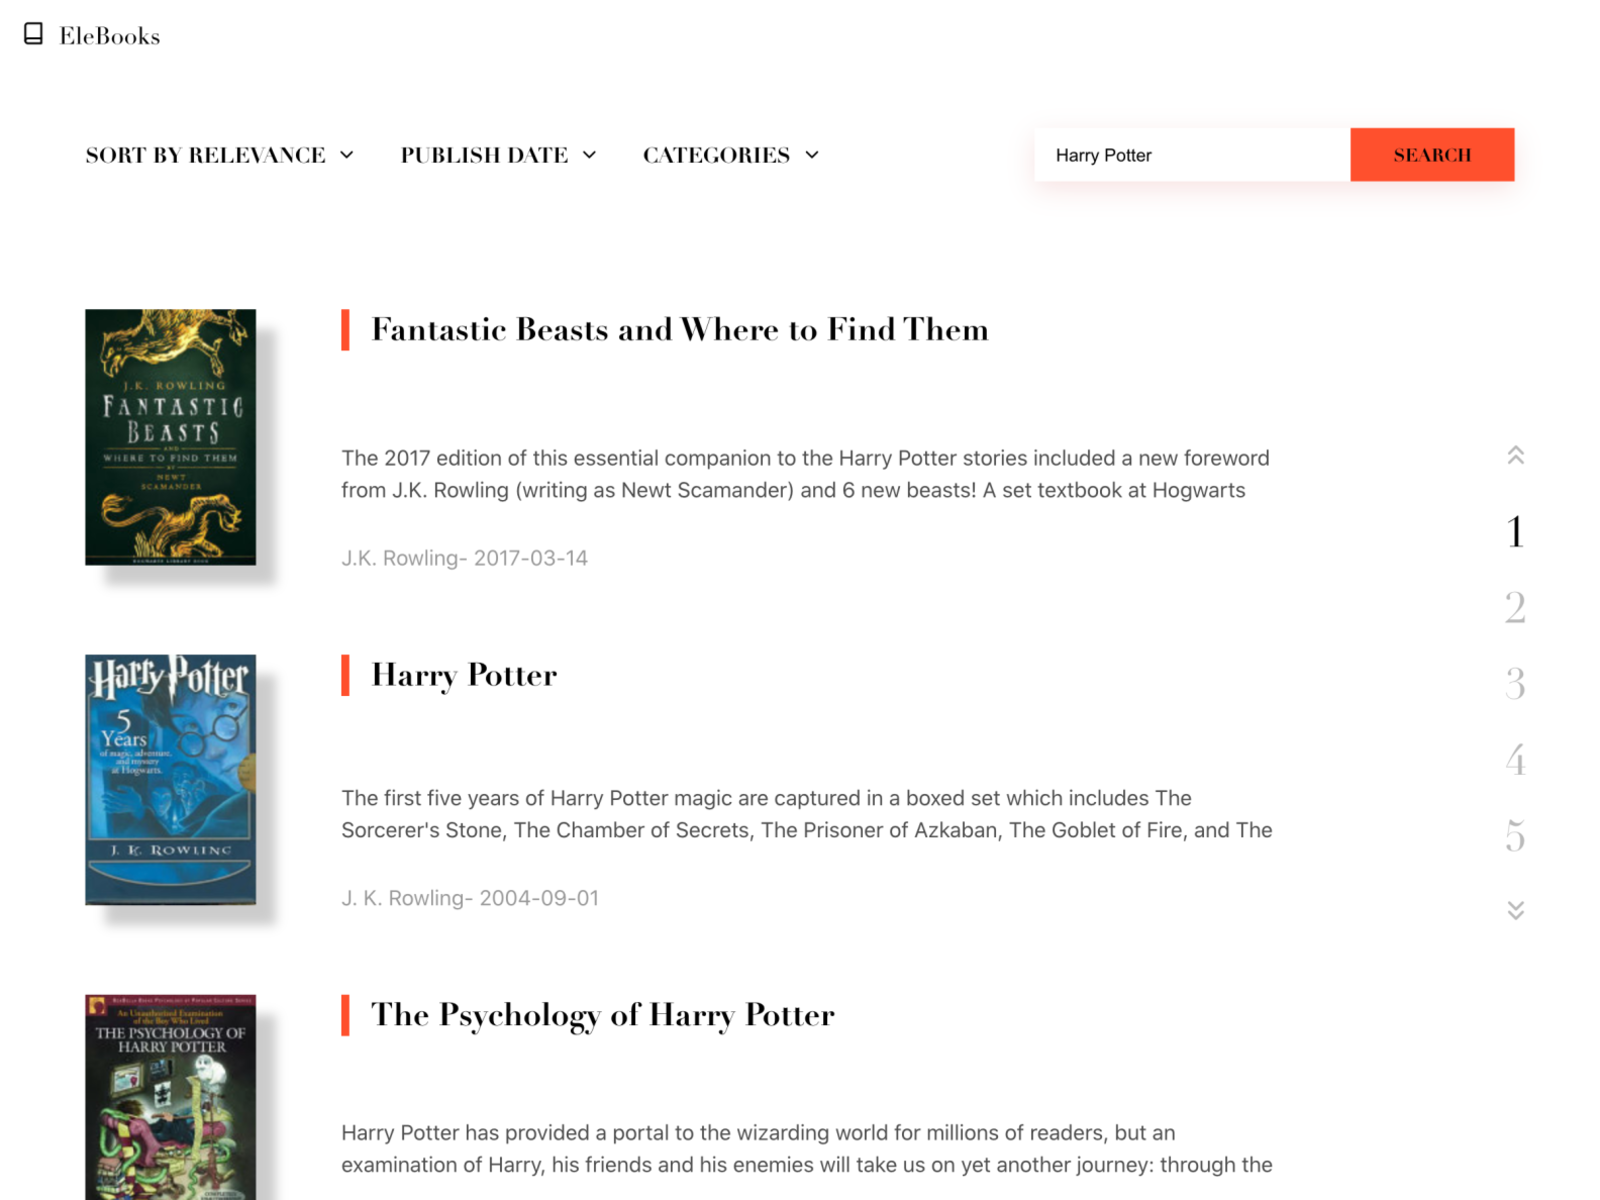 EleBooks
SORT BY RELEVANCE
PUBLISH DATE
CATEGORIES
Harry Potter
SEARCH
J.K. ROWLING
FANTASTIC
BEASTS
AND
WHERE TO FIND THEM
BY
NEWT
SCAMANDER
HOGWARTS LIBRARY BOOK
Fantastic Beasts and Where to Find Them
The 2017 edition of this essential companion to the Harry Potter stories included a new foreword
from J.K. Rowling (writing as Newt Scamander) and 6 new beasts! A set textbook at Hogwarts
J.K. Rowling- 2017-03-14
Harry Potter
5
Years
of magic, adventure,
and mystery
at Hogwarts.
J. K. ROWLING
Harry Potter
The first five years of Harry Potter magic are captured in a boxed set which includes The
Sorcerer's Stone, The Chamber of Secrets, The Prisoner of Azkaban, The Goblet of Fire, and The
J. K. Rowling- 2004-09-01
An Unauthorized Examination
of the Boy Who Lived
THE PSYCHOLOGY OF
HARRY POTTER
The Psychology of Harry Potter
Harry Potter has provided a portal to the wizarding world for millions of readers, but an
examination of Harry, his friends and his enemies will take us on yet another journey: through the
1
2
3
4
5